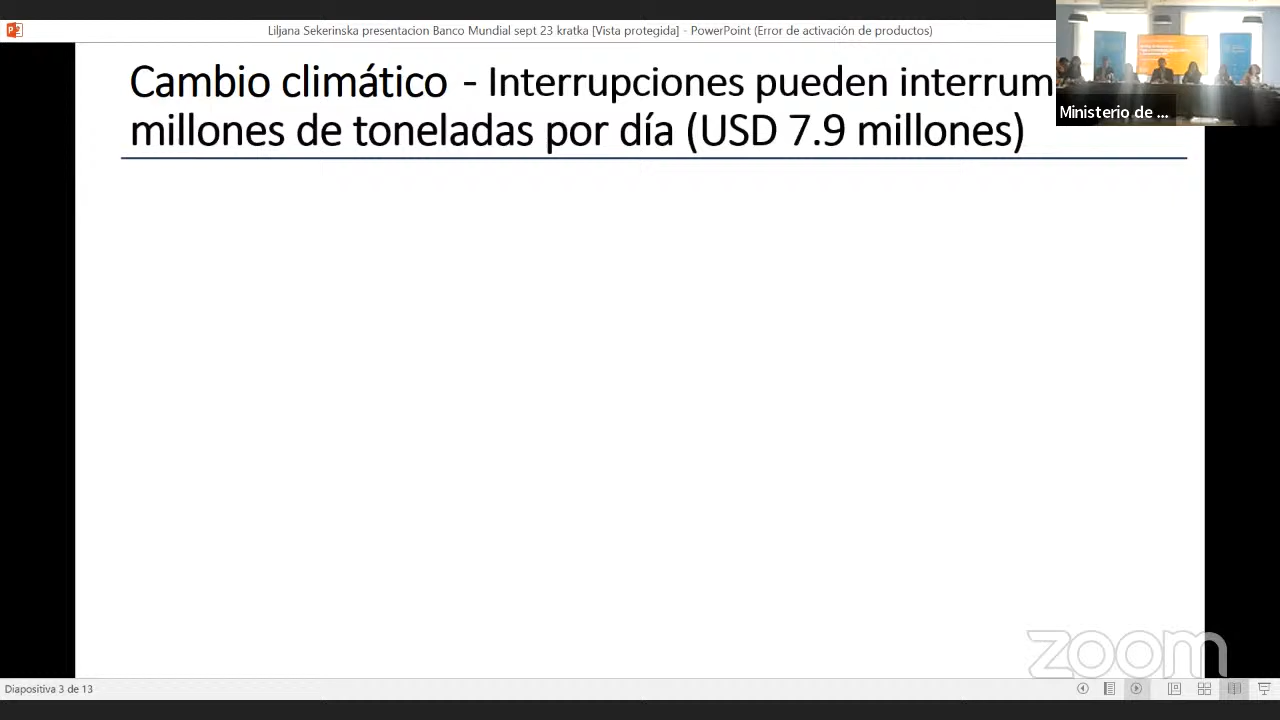 Liljana Sekerinska presentacion Banco Mundial sept 23 kratka [Vista protegida] - PowerPoint (Error de activación de productos)
Cambio climático - Interrupciones pueden interrum
millones de toneladas por día (USD 7.9 millones)
Ministerio de ...
zoom
Diapositiva 3 de 13